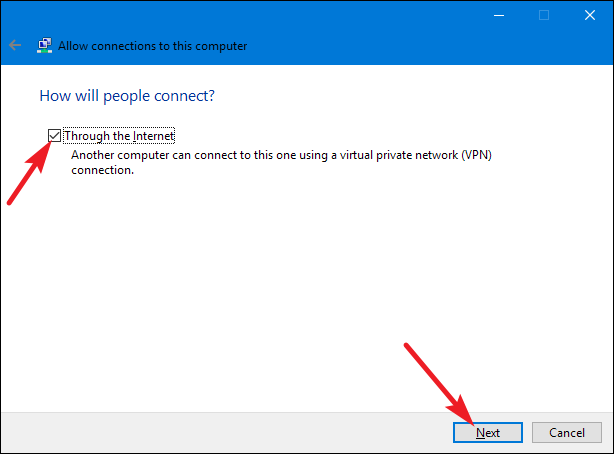 Allow connections to this computer
How will people connect?
Through the Internet
Another computer can connect to this one using a virtual private network (VPN)
connection.
Next
Cancel